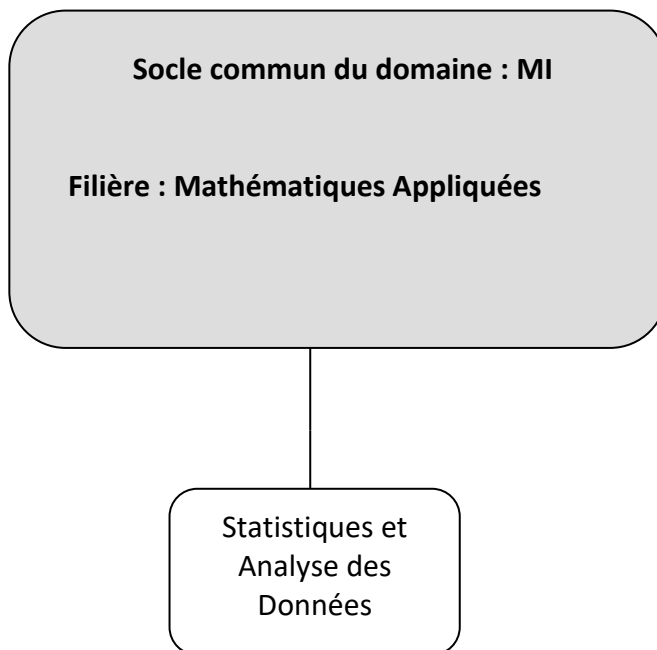 Socle commun du domaine : MI
Filière : Mathématiques Appliquées
Statistiques et
Analyse des
Données